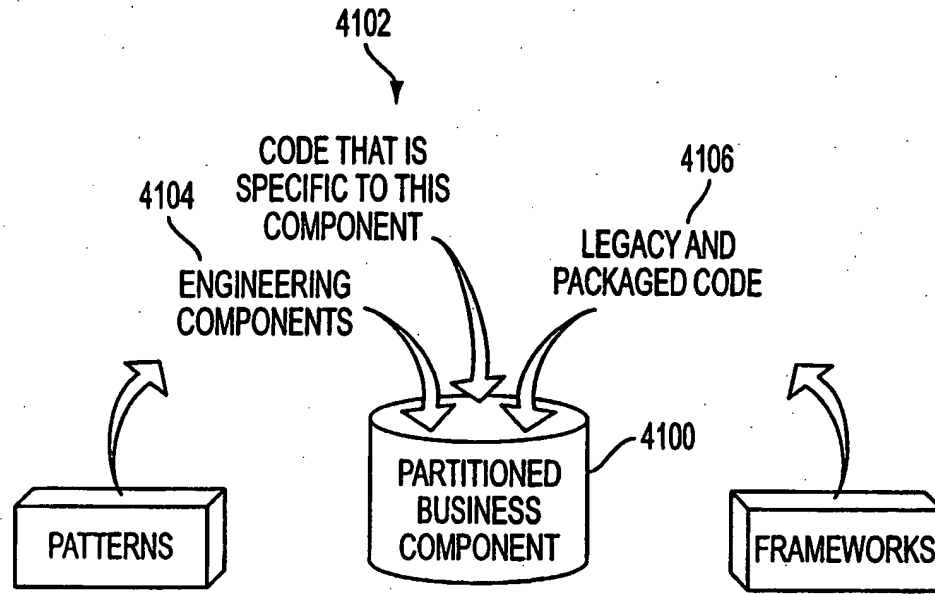 4102
CODE THAT IS
SPECIFIC TO THIS
COMPONENT
4104
ENGINEERING
COMPONENTS
4106
LEGACY AND
PACKAGED CODE
4100
PARTITIONED
BUSINESS
COMPONENT
PATTERNS
FRAMEWORKS